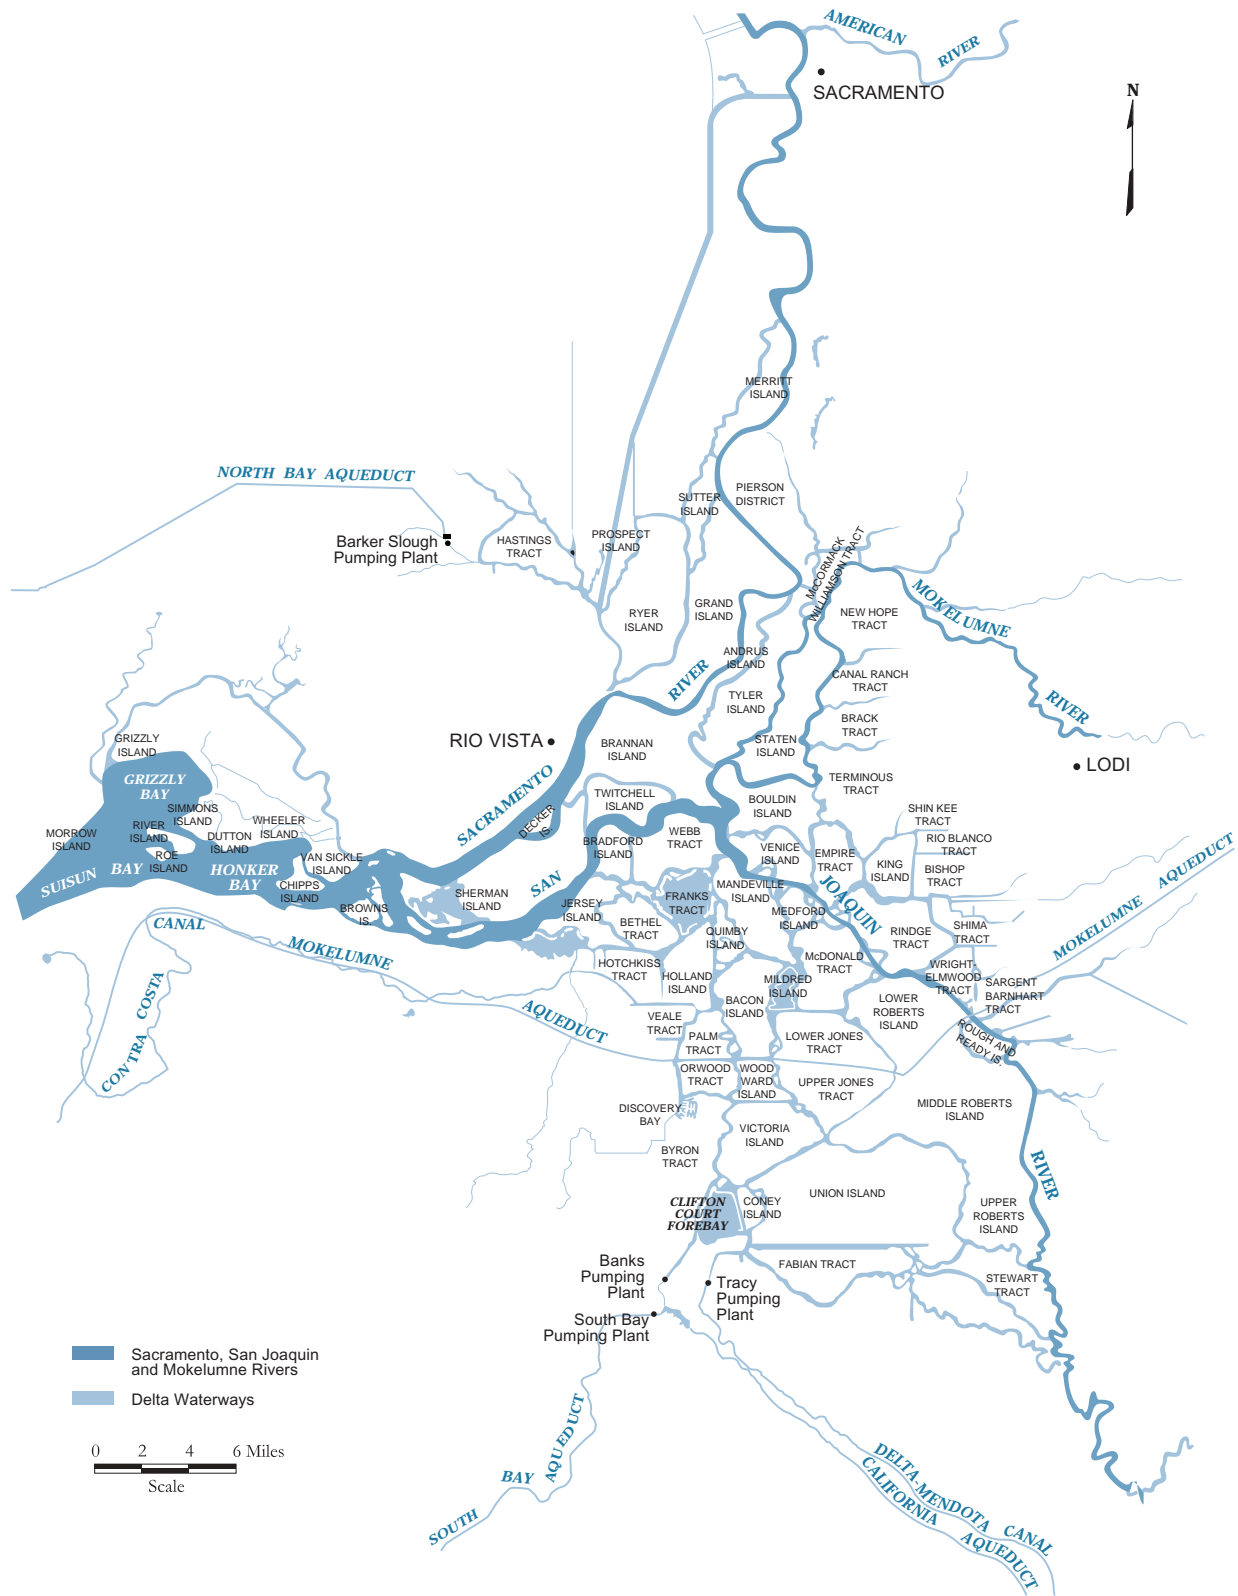 AMERICAN
RIVER
SACRAMENTO
N
MERRITT
ISLAND
NORTH BAY AQUEDUCT
SUTTER
ISLAND
PIERSON
DISTRICT
Barker Slough
Pumping Plant
HASTINGS
TRACT
PROSPECT
ISLAND
McCORMACK
WILLIAMSON TRACT
MOKELUMNE
RIVER
RYER
ISLAND
GRAND
ISLAND
NEW HOPE
TRACT
ANDRUS
ISLAND
RIVER
CANAL RANCH
TRACT
TYLER
ISLAND
BRACK
TRACT
RIO VISTA
BRANNAN
ISLAND
STATEN
ISLAND
LODI
GRIZZLY
ISLAND
GRIZZLY
BAY
SACRAMENTO
TERMINOUS
TRACT
TWITCHELL
ISLAND
BOULDIN
ISLAND
SIMMONS
ISLAND
SHIN KEE
TRACT
DECKER
IS.
MORROW
ISLAND
RIVER
ISLAND
DUTTON
ISLAND
WHEELER
ISLAND
BRADFORD
ISLAND
WEBB
TRACT
RIO BLANCO
TRACT
VENICE
ISLAND
EMPIRE
TRACT
KING
ISLAND
BISHOP
TRACT
ROE
ISLAND
VAN SICKLE
ISLAND
SUISUN
BAY
HONKER
BAY
CHIPPS
ISLAND
SHERMAN
ISLAND
SAN
JOAQUIN
MOKELUMNE AQUEDUCT
BROWNS
IS.
JERSEY
ISLAND
FRANKS
TRACT
MANDEVILLE
ISLAND
MEDFORD
ISLAND
BETHEL
TRACT
QUIMBY
ISLAND
RINDGE
TRACT
SHIMA
TRACT
CANAL
MOKELUMNE
HOTCHKISS
TRACT
HOLLAND
ISLAND
MILDRED
ISLAND
McDONALD
TRACT
WRIGHT-
ELMWOOD
TRACT
SARGENT
BARNHART
TRACT
CONTRA COSTA
AQUEDUCT
VEALE
TRACT
BACON
ISLAND
LOWER
ROBERTS
ISLAND
PALM
TRACT
LOWER JONES
TRACT
ROUGH AND
READY IS.
ORWOOD
TRACT
WOOD
WARD
ISLAND
UPPER JONES
TRACT
DISCOVERY
BAY
MIDDLE ROBERTS
ISLAND
VICTORIA
ISLAND
BYRON
TRACT
RIVER
CLIFTON
COURT
FOREBAY
CONEY
ISLAND
UNION ISLAND
UPPER
ROBERTS
ISLAND
Banks
Pumping
Plant
FABIAN TRACT
Tracy
Pumping
Plant
STEWART
TRACT
South Bay
Pumping Plant
Sacramento, San Joaquin
and Mokelumne Rivers
Delta Waterways
0 2 4 6 Miles
Scale
SOUTH BAY AQUEDUCT
DELTA-MENDOTA CANAL
CALIFORNIA AQUEDUCT